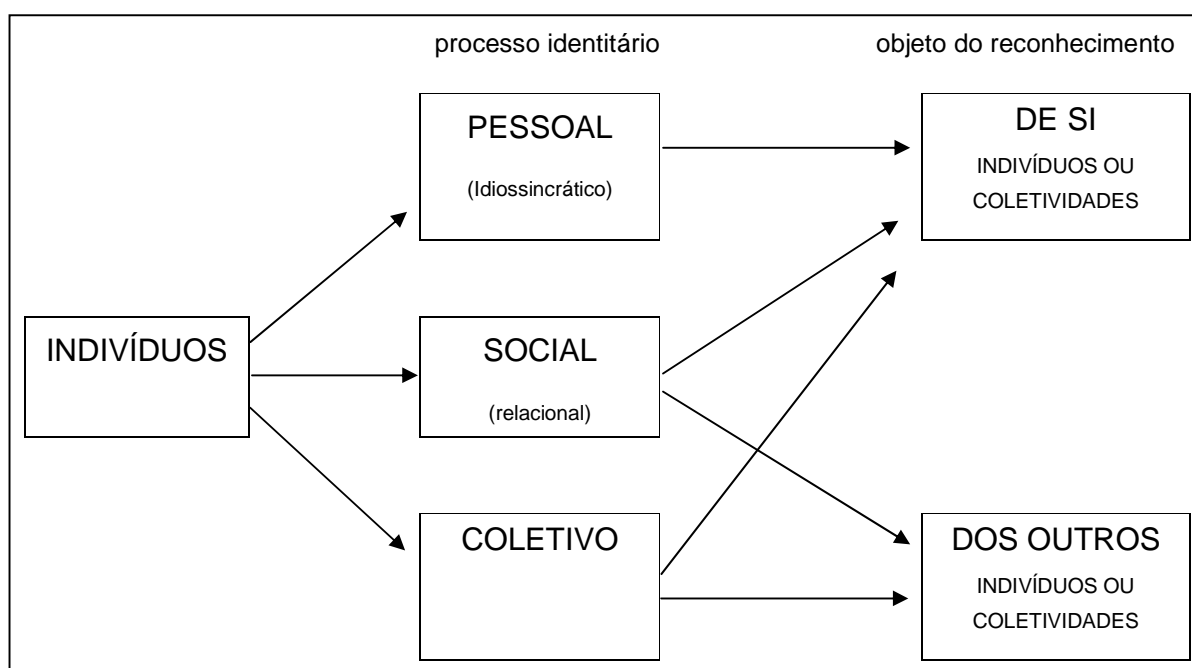 processo identitário
objeto do reconhecimento
PESSOAL
(Idiossincrático)
DE SI
INDIVÍDUOS OU
COLETIVIDADES
INDIVÍDUOS
SOCIAL
(relacional)
COLETIVO
DOS OUTROS
INDIVÍDUOS OU
COLETIVIDADES